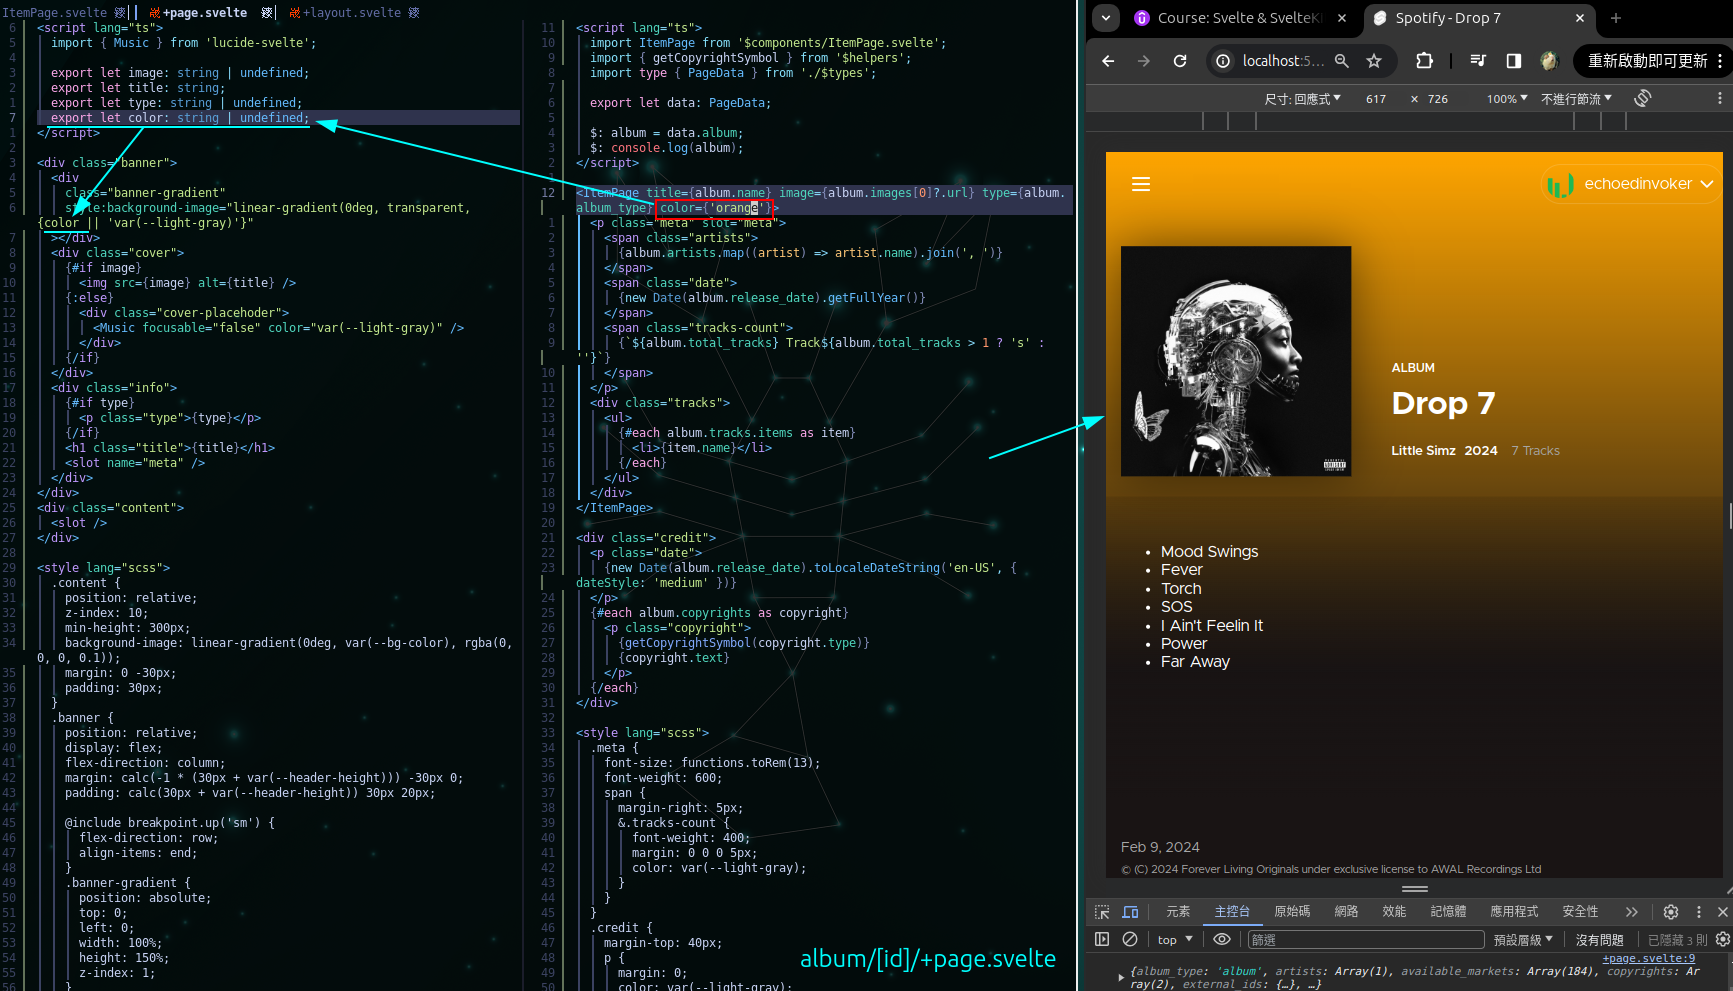 ItemPage.svelte
+page.svelte
+layout.svelte
6 <script lang="ts">
5 import { Music } from 'lucide-svelte';
4
3 export let image: string | undefined;
2 export let title: string;
1 export let type: string | undefined;
7 export let color: string | undefined;
1 </script>
2
3 <div class="banner">
4 <div
5 class="banner-gradient"
6 style:background-image="linear-gradient(0deg, transparent,
{color || 'var(--light-gray)'}"
7 ></div>
8 <div class="cover">
9 {#if image}
10 <img src={image} alt={title} />
11 {:else}
12 <div class="cover-placehoder">
13 <Music focusable="false" color="var(--light-gray)" />
14 </div>
15 {/if}
16 </div>
17 <div class="info">
18 {#if type}
19 <p class="type">{type}</p>
20 {/if}
21 <h1 class="title">{title}</h1>
22 <slot name="meta" />
23 </div>
24 </div>
25 <div class="content">
26 <slot />
27 </div>
28
29 <style lang="scss">
30 .content {
31 position: relative;
32 z-index: 10;
33 min-height: 300px;
34 background-image: linear-gradient(0deg, var(--bg-color), rgba(0,
0, 0, 0.1));
35 margin: 0 -30px;
36 padding: 30px;
37 }
38 .banner {
39 position: relative;
40 display: flex;
41 flex-direction: column;
42 margin: calc(-1 * (30px + var(--header-height))) -30px 0;
43 padding: calc(30px + var(--header-height)) 30px 20px;
44
45 @include breakpoint.up('sm') {
46 flex-direction: row;
47 align-items: end;
48 }
49 .banner-gradient {
50 position: absolute;
51 top: 0;
52 left: 0;
53 width: 100%;
54 height: 150%;
55 z-index: 1;
56 }
11 <script lang="ts">
10 import ItemPage from '$components/ItemPage.svelte';
9 import { getCopyrightSymbol } from '$helpers';
8 import type { PageData } from './$types';
7
6 export let data: PageData;
5
4 $: album = data.album;
3 $: console.log(album);
2 </script>
1
12 <ItemPage title={album.name} image={album.images[0]?.url} type={album.
album_type} color={'orange'}>
1 <p class="meta" slot="meta">
2 <span class="artists">
3 {album.artists.map((artist) => artist.name).join(', ')}
4 </span>
5 <span class="date">
6 {new Date(album.release_date).getFullYear()}
7 </span>
8 <span class="tracks-count">
9 {`${album.total_tracks} Track${album.total_tracks > 1 ? 's' :
''}`}
10 </span>
11 </p>
12 <div class="tracks">
13 <ul>
14 {#each album.tracks.items as item}
15 <li>{item.name}</li>
16 {/each}
17 </ul>
18 </div>
19 </ItemPage>
20
21 <div class="credit">
22 <p class="date">
23 {new Date(album.release_date).toLocaleDateString('en-US', {
dateStyle: 'medium' })}
24 </p>
25 {#each album.copyrights as copyright}
26 <p class="copyright">
27 {getCopyrightSymbol(copyright.type)}
28 {copyright.text}
29 </p>
30 {/each}
31 </div>
32
33 <style lang="scss">
34 .meta {
35 font-size: functions.toRem(13);
36 font-weight: 600;
37 span {
38 margin-right: 5px;
39 &.tracks-count {
40 font-weight: 400;
41 margin: 0 0 0 5px;
42 color: var(--light-gray);
43 }
44 }
45 }
46 .credit {
47 margin-top: 40px;
48 p {
49 margin: 0;
50 color: var(--light-gray);
album/[id]/+page.svelte
Course: Svelte & SvelteKi
Spotify - Drop 7
localhost:5...
重新啟動即可更新
尺寸: 回應式 617 × 726 100% 不進行節流
echoedinvoker
ALBUM
Drop 7
Little Simz 2024 7 Tracks
• Mood Swings
• Fever
• Torch
• SOS
• I Ain't Feelin It
• Power
• Far Away
Feb 9, 2024
© (C) 2024 Forever Living Originals under exclusive license to AWAL Recordings Ltd
元素 主控台 原始碼 網路 效能 記憶體 應用程式 安全性
top 篩選 預設層級 沒有問題 已隱藏 3 則
+page.svelte:9
{album_type: 'album', artists: Array(1), available_markets: Array(184), copyrights: Ar
ray(2), external_ids: {…}, …}